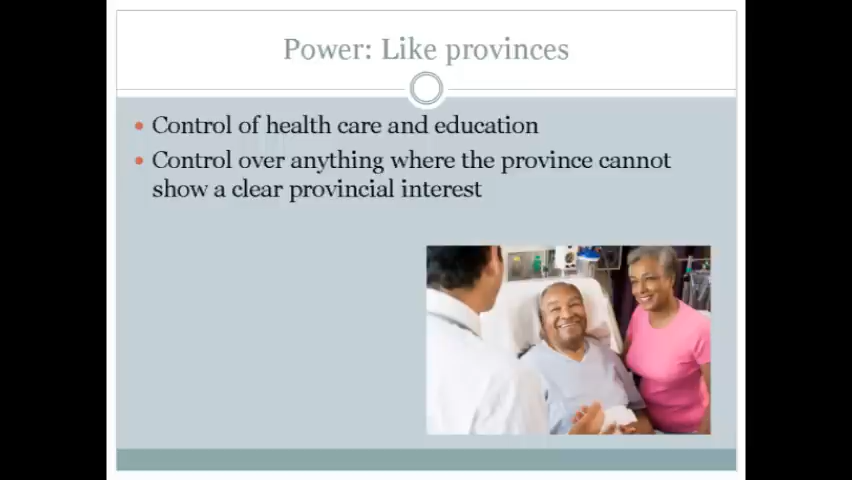 Power: Like provinces
• Control of health care and education
• Control over anything where the province cannot
show a clear provincial interest